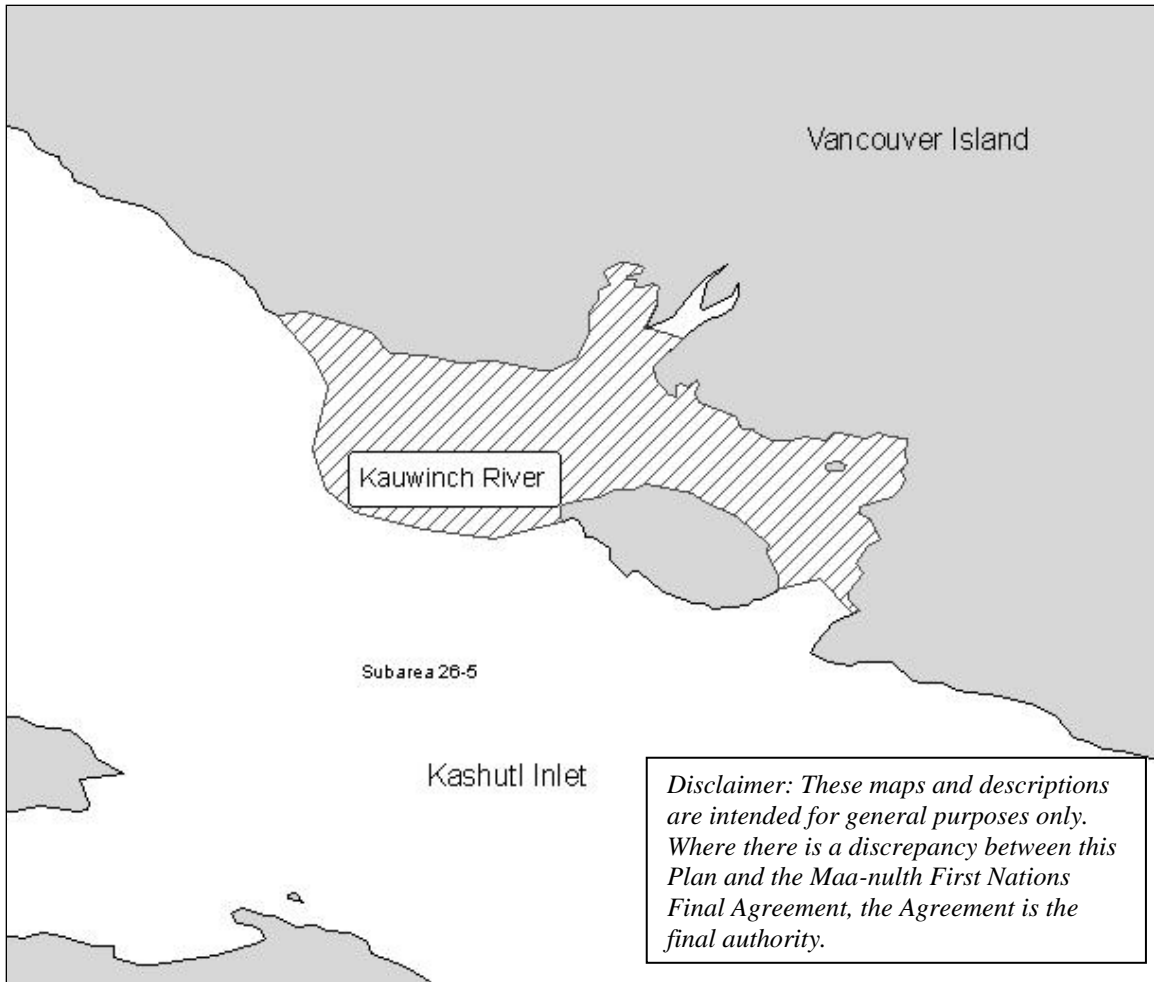 Vancouver Island
Kauwinch River
Subarea 26-5
Kashutl Inlet
Disclaimer: These maps and descriptions
are intended for general purposes only.
Where there is a discrepancy between this
Plan and the Maa-nulth First Nations
Final Agreement, the Agreement is the
final authority.